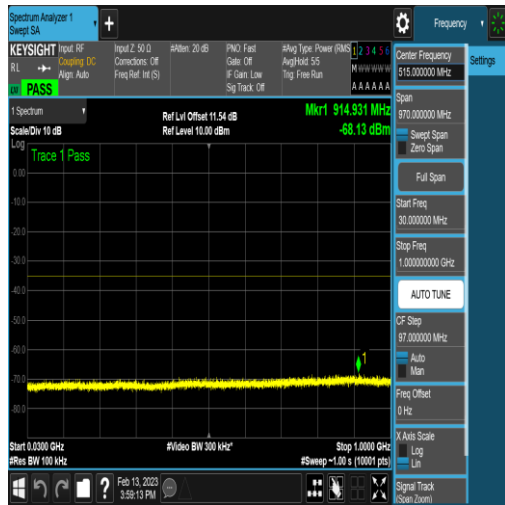 Spectrum Analyzer 1
Swept SA
Frequency
KEYSIGHT
Input: RF
Coupling: DC
Align: Auto
Input Z: 50 Ω
Corrections: Off
Freq Ref: Int (S)
#Atten: 20 dB
PNO: Fast
Gate: Off
IF Gain: Low
Sig Track: Off
#Avg Type: Power (RMS)
Avg|Hold: 5/5
Trig: Free Run
1 2 3 4 5 6
M W W W W W
A A A A A A
RL
PASS
Center Frequency
515.000000 MHz
Settings
Span
970.000000 MHz
Swept Span
Zero Span
Full Span
Start Freq
30.000000 MHz
Stop Freq
1.000000000 GHz
AUTO TUNE
CF Step
97.000000 MHz
Auto
Man
Freq Offset
0 Hz
X Axis Scale
Log
Lin
Signal Track
(Span Zoom)
1 Spectrum
Scale/Div 10 dB
Ref Lvl Offset 11.54 dB
Ref Level 10.00 dBm
Mkr1 914.931 MHz
-68.13 dBm
Log
Trace 1 Pass
0.00
-10.0
-20.0
-30.0
-40.0
-50.0
-60.0
-70.0
-80.0
1
Start 0.0300 GHz
#Res BW 100 kHz
#Video BW 300 kHz*
Stop 1.0000 GHz
#Sweep ~1.00 s (10001 pts)
?
Feb 13, 2023
3:59:13 PM